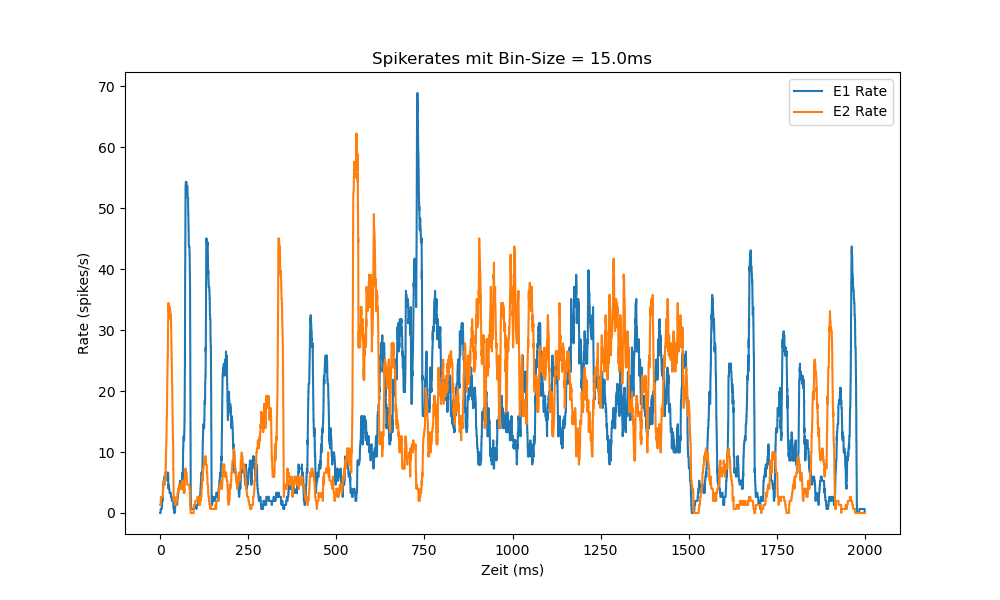 Spikerates mit Bin-Size = 15.0ms
E1 Rate
E2 Rate
70
60
50
40
30
20
10
0
Rate (spikes/s)
0 250 500 750 1000 1250 1500 1750 2000
Zeit (ms)